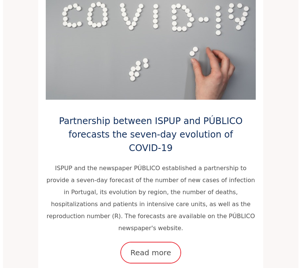 COVID-19
Partnership between ISPUP and PÚBLICO
forecasts the seven-day evolution of
COVID-19
ISPUP and the newspaper PÚBLICO established a partnership to
provide a seven-day forecast of the number of new cases of infection
in Portugal, its evolution by region, the number of deaths,
hospitalizations and patients in intensive care units, as well as the
reproduction number (R). The forecasts are available on the PÚBLICO
newspaper's website.
Read more